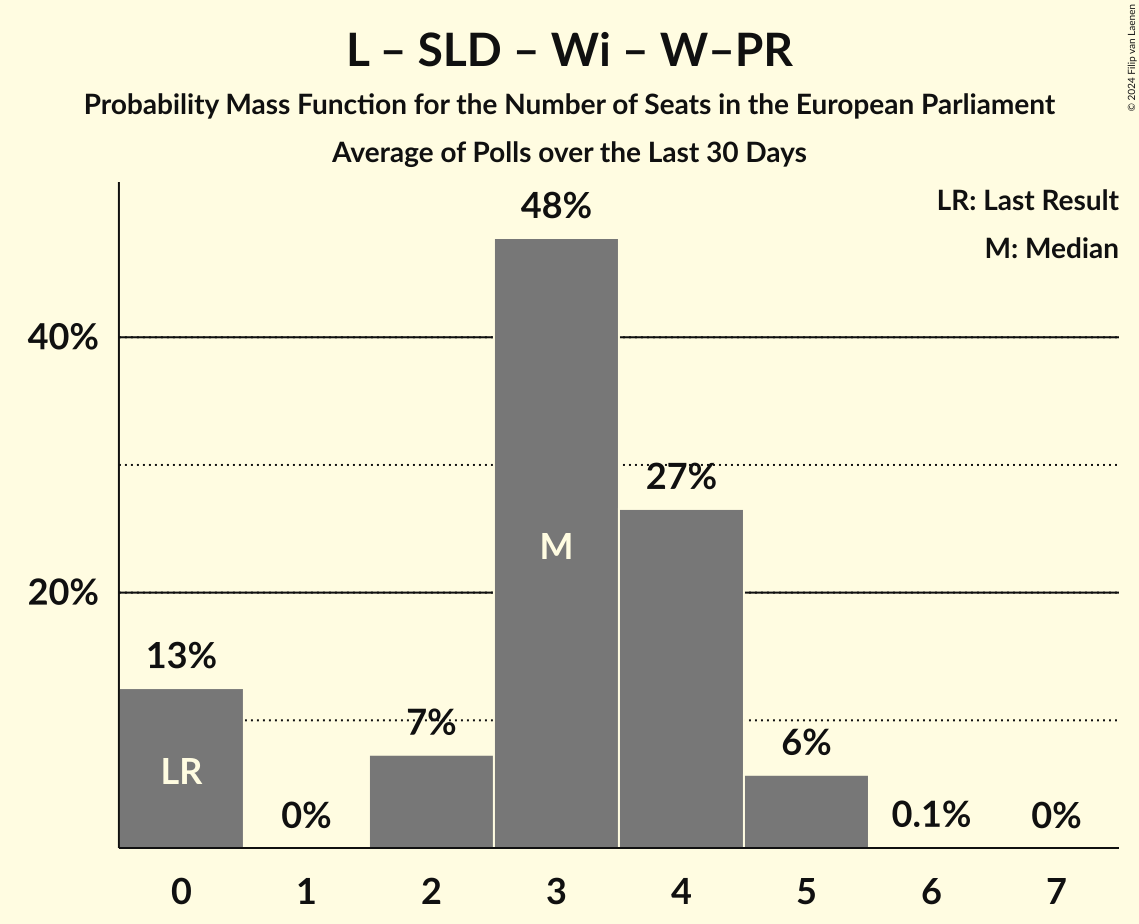 L – SLD – Wi – W–PR
Probability Mass Function for the Number of Seats in the European Parliament
Average of Polls over the Last 30 Days
© 2024 Filip van Laenen
LR: Last Result
M: Median
48%
40%
27%
M
20%
13%
7%
6%
LR
0%
0.1%
0%
0 1 2 3 4 5 6 7